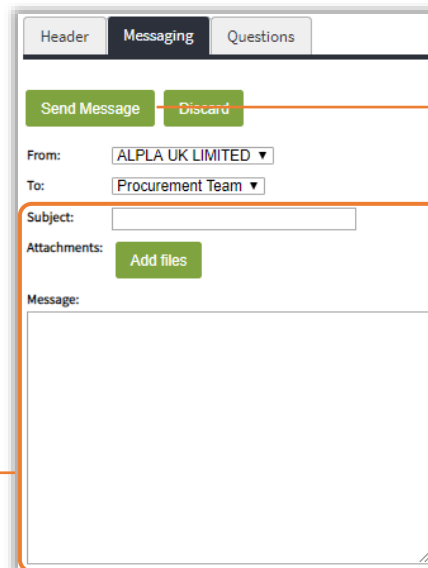 Header Messaging Questions
Send Message Discard
From: ALPLA UK LIMITED ▼
To: Procurement Team ▼
Subject:
Attachments: Add files
Message: